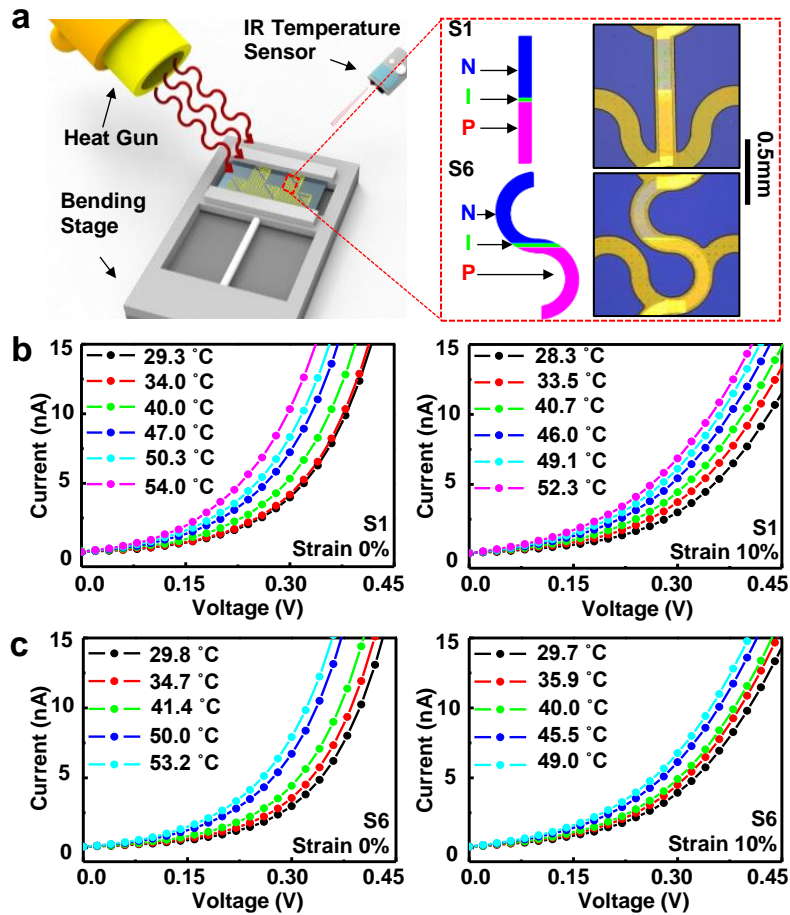 a
IR Temperature
Sensor
Heat Gun
Bending
Stage
S1
N
I
P
S6
N
I
P
0.5mm
b
15
10
5
0
Current (nA)
29.3 °C
34.0 °C
40.0 °C
47.0 °C
50.3 °C
54.0 °C
S1
Strain 0%
0.0 0.15 0.30 0.45
Voltage (V)
15
10
5
0
Current (nA)
28.3 °C
33.5 °C
40.7 °C
46.0 °C
49.1 °C
52.3 °C
S1
Strain 10%
0.0 0.15 0.30 0.45
Voltage (V)
c
15
10
5
0
Current (nA)
29.8 °C
34.7 °C
41.4 °C
50.0 °C
53.2 °C
S6
Strain 0%
0.0 0.15 0.30 0.45
Voltage (V)
15
10
5
0
Current (nA)
29.7 °C
35.9 °C
40.0 °C
45.5 °C
49.0 °C
S6
Strain 10%
0.0 0.15 0.30 0.45
Voltage (V)